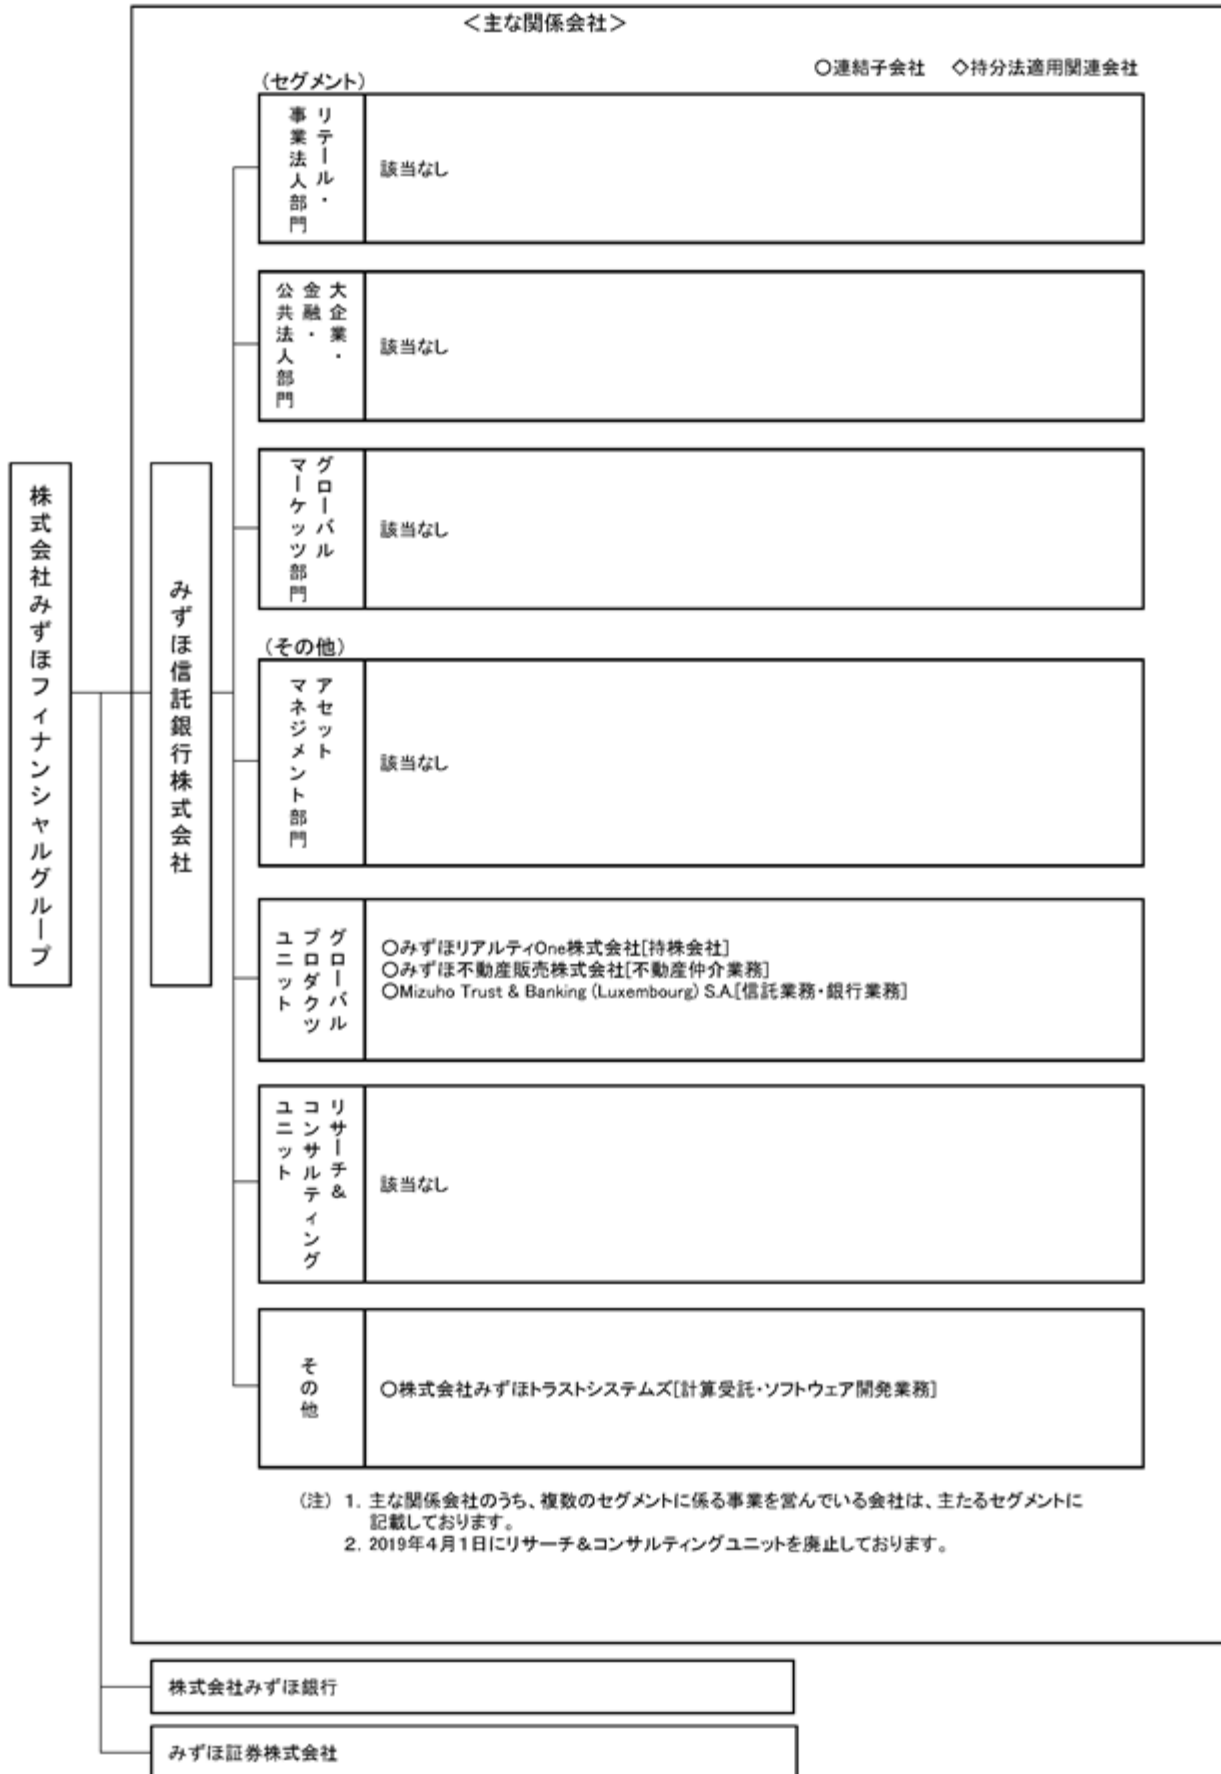 ＜主な関係会社＞
○連結子会社　◇持分法適用関連会社
(セグメント)
リテール・
事業法人部門
該当なし
大企業・
金融・
公共法人部門
該当なし
グローバル
マーケッツ部門
該当なし
株式会社みずほフィナンシャルグループ
みずほ信託銀行株式会社
(その他)
アセット
マネジメント部門
該当なし
グローバル
プロダクツ
ユニット
○みずほリアルティOne株式会社[持株会社]
○みずほ不動産販売株式会社[不動産仲介業務]
○Mizuho Trust & Banking (Luxembourg) S.A.[信託業務・銀行業務]
リサーチ&
コンサルティング
ユニット
該当なし
その他
○株式会社みずほトラストシステムズ[計算受託・ソフトウェア開発業務]
(注) 1. 主な関係会社のうち、複数のセグメントに係る事業を営んでいる会社は、主たるセグメントに
記載しております。
2. 2019年4月1日にリサーチ&コンサルティングユニットを廃止しております。
株式会社みずほ銀行
みずほ証券株式会社